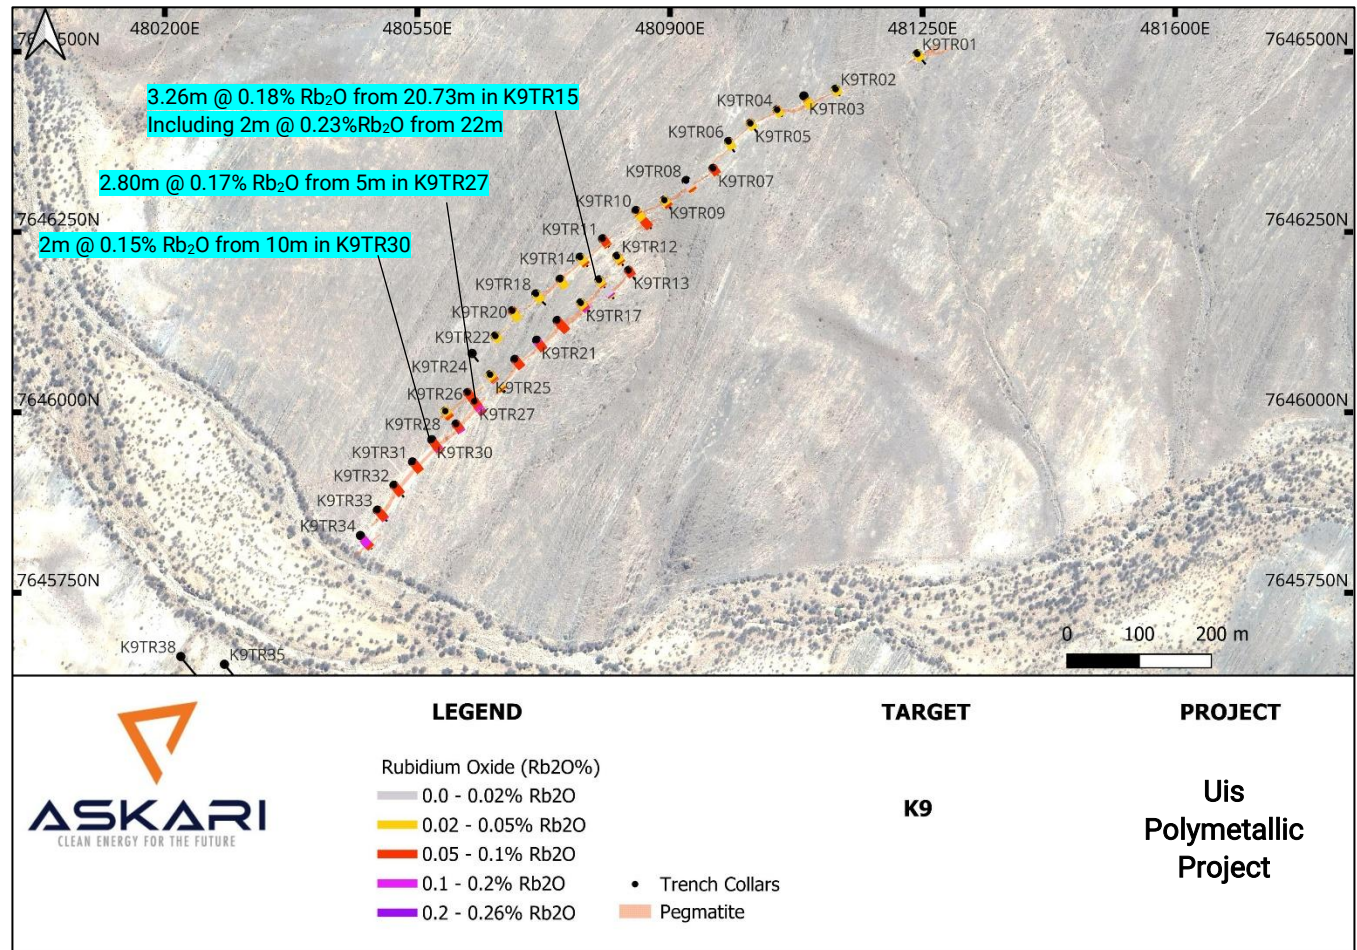 480200
480550
480900
481250
481600
7646500N
K9TR01
7646500N
3.26m @ 0.18% Rb₂O from 20.73m in K9TR15
Including 2m @ 0.23%Rb₂O from 22m
K9TR02
K9TR04
K9TR03
K9TR06
K9TR05
2.80m @ 0.17% Rb₂O from 5m in K9TR27
K9TR08
K9TR07
K9TR10
K9TR09
7646250N
7646250N
2m @ 0.15% Rb₂O from 10m in K9TR30
K9TR11
K9TR12
K9TR14
K9TR13
K9TR18
K9TR20
K9TR17
K9TR22
K9TR21
K9TR24
K9TR25
K9TR26
7646000N
K9TR27
7646000N
K9TR28
K9TR31
K9TR30
K9TR32
K9TR33
K9TR34
7645750N
7645750N
K9TR38
K9TR35
0 100 200 m
LEGEND
TARGET
PROJECT
Rubidium Oxide (Rb2O%)
0.0 - 0.02% Rb2O
0.02 - 0.05% Rb2O
0.05 - 0.1% Rb2O
0.1 - 0.2% Rb2O
0.2 - 0.26% Rb2O
Trench Collars
Pegmatite
K9
Uis
Polymetallic
Project
ASKARI
CLEAN ENERGY FOR THE FUTURE